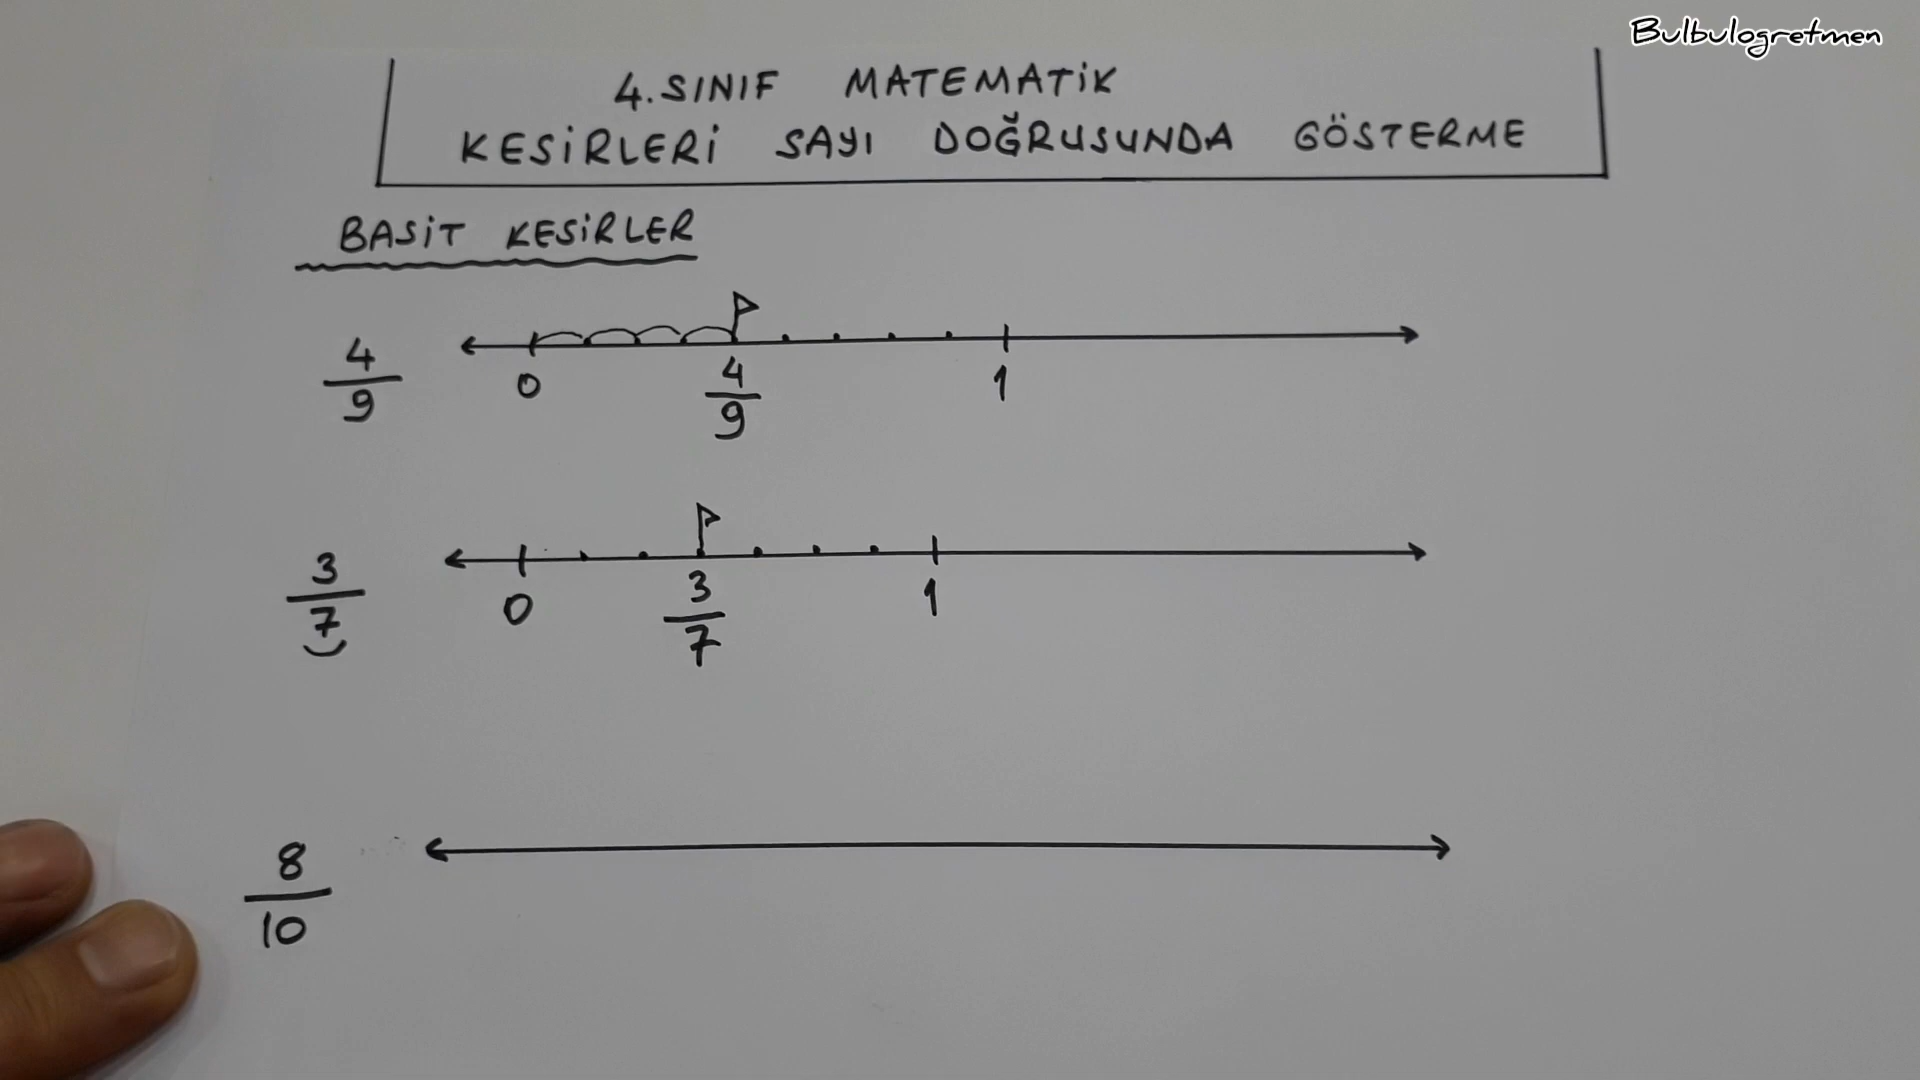 Bulbulogretmen
4. SINIF MATEMATİK
KESİRLERİ SAYI DOĞRUSUNDA GÖSTERME
BASİT KESİRLER
4/9
0 4/9 1
3/7
0 3/7 1
8/10